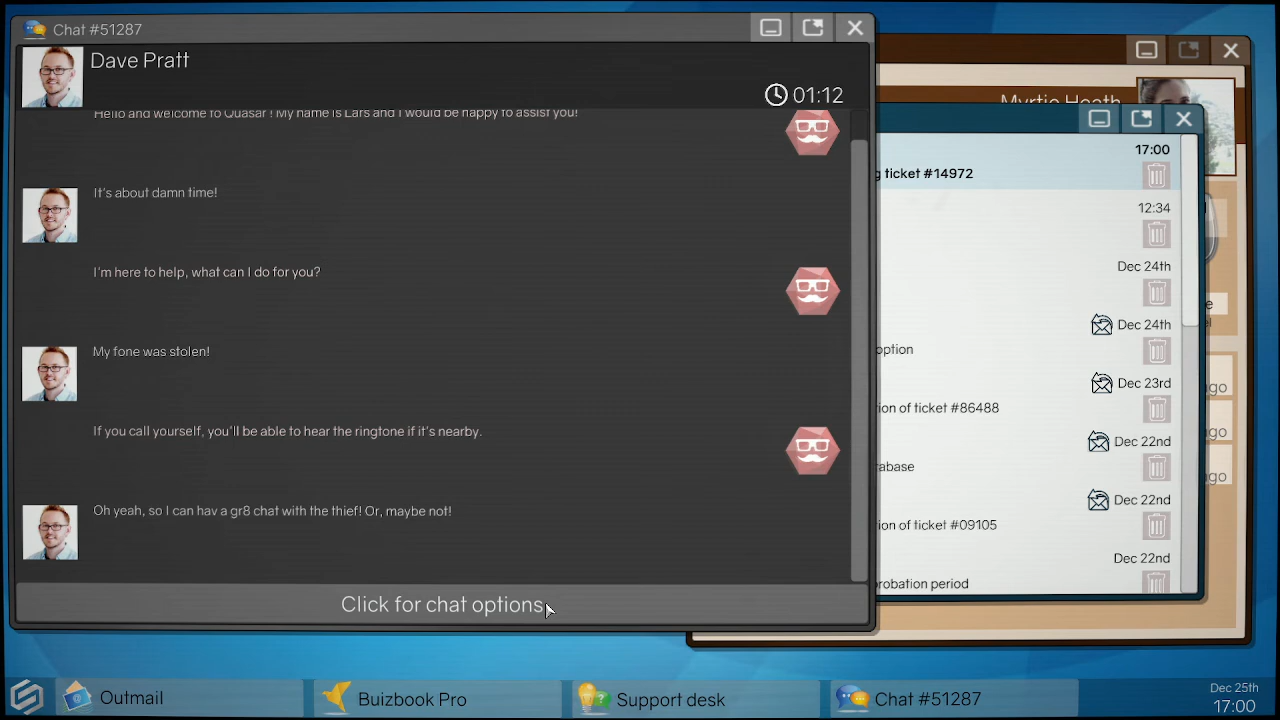 Chat #51287
Dave Pratt
01:12
Hello and welcome to Quasar! My name is Lars and I would be happy to assist you!
It's about damn time!
I'm here to help, what can I do for you?
My fone was stolen!
If you call yourself, you'll be able to hear the ringtone if it's nearby.
Oh yeah, so I can hav a gr8 chat with the thief! Or, maybe not!
Click for chat options
Myrtie Heath
17:00
g ticket #14972
12:34
Dec 24th
Dec 24th
option
Dec 23rd
ion of ticket #86488
Dec 22nd
abase
Dec 22nd
ion of ticket #09105
Dec 22nd
robation period
go
go
go
Outmail
Buizbook Pro
Support desk
Chat #51287
Dec 25th
17:00